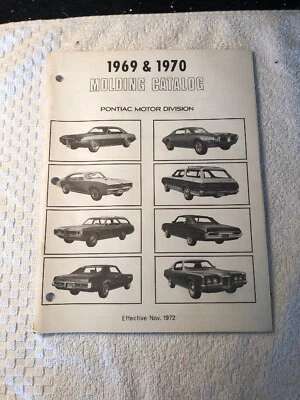 1969 & 1970
MOLDING CATALOG
PONTIAC MOTOR DIVISION
Effective Nov. 1972